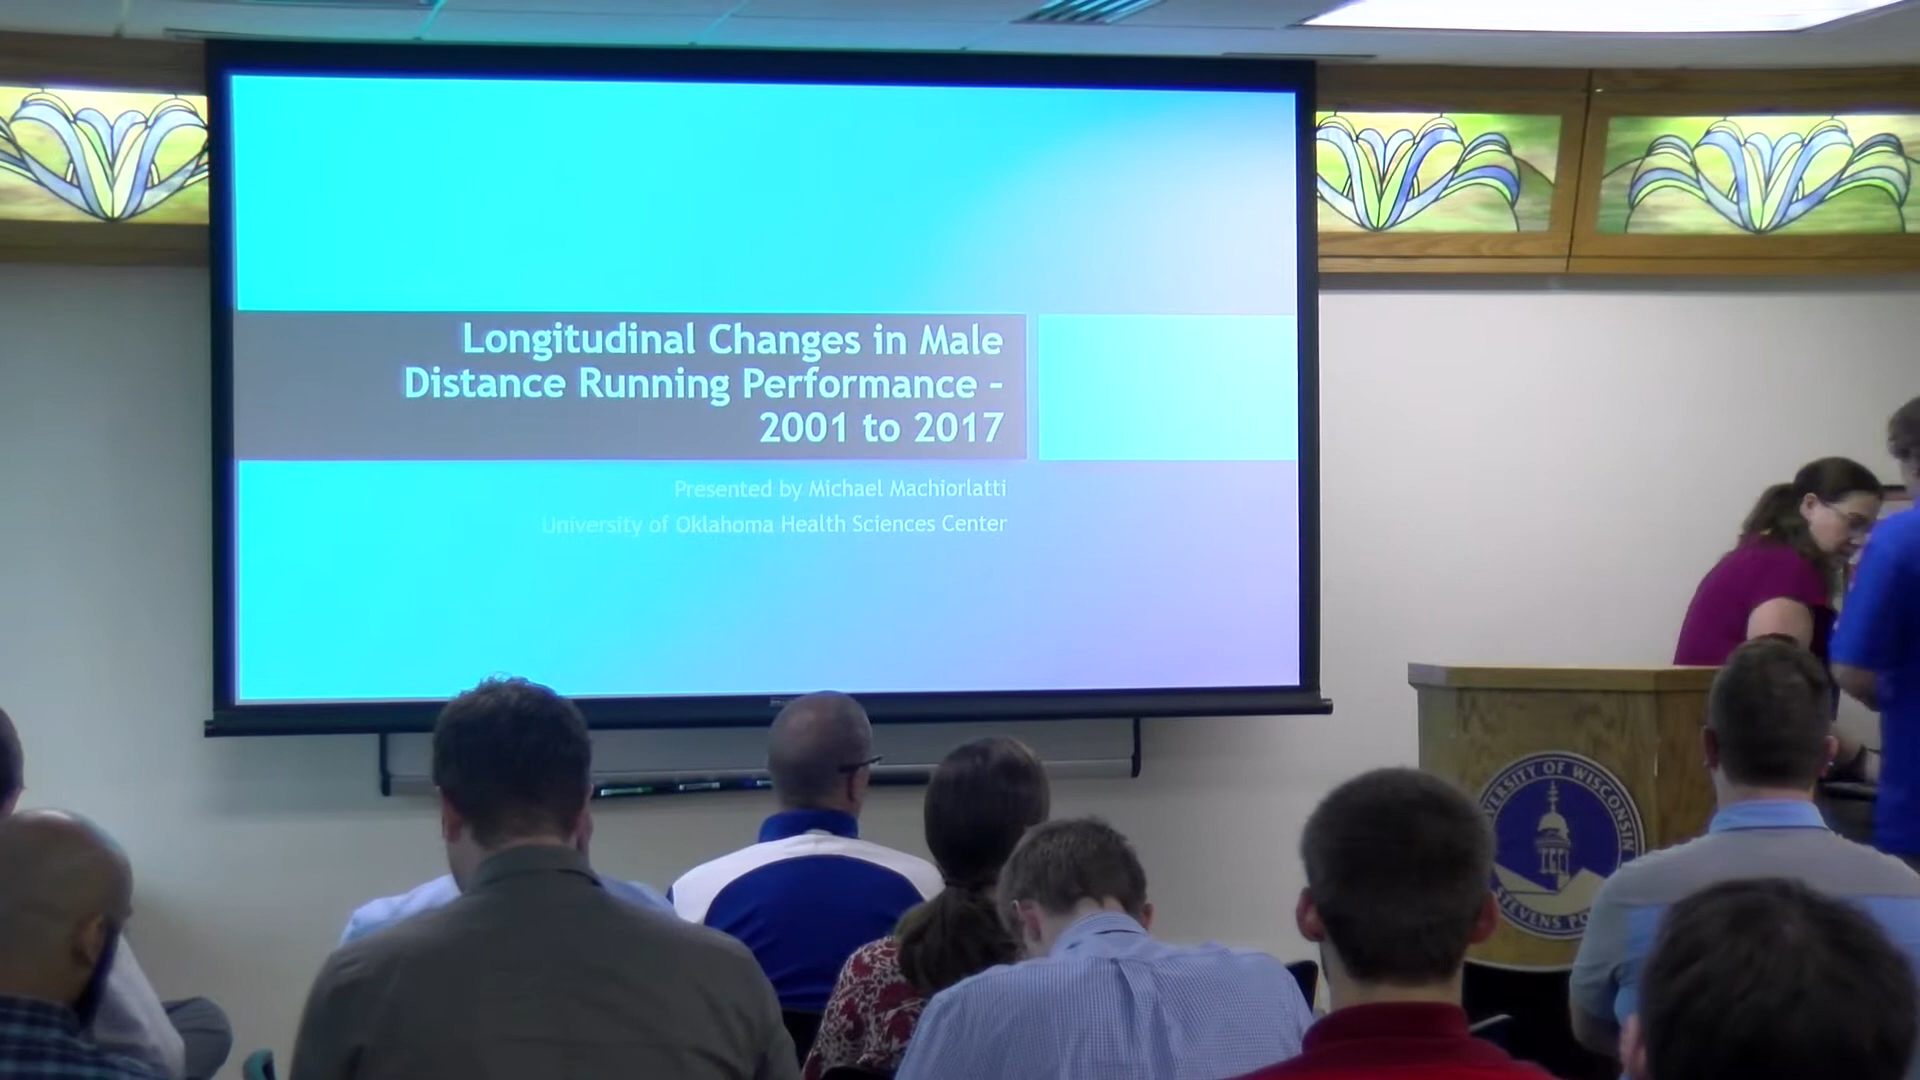 Longitudinal Changes in Male
Distance Running Performance -
2001 to 2017
Presented by Michael Machiorlatti
University of Oklahoma Health Sciences Center
VERSITY OF WISCONSIN
STEVENS PO